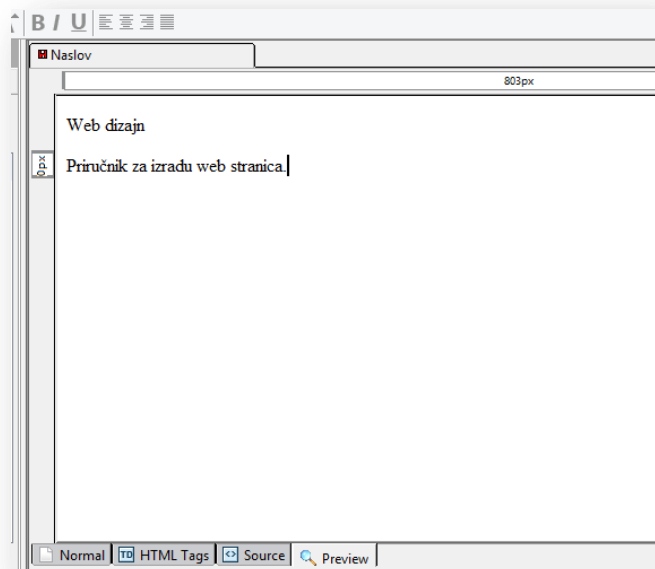 B I U
Naslov
803px
Web dizajn
0px
Priručnik za izradu web stranica.
Normal TD HTML Tags Source Preview